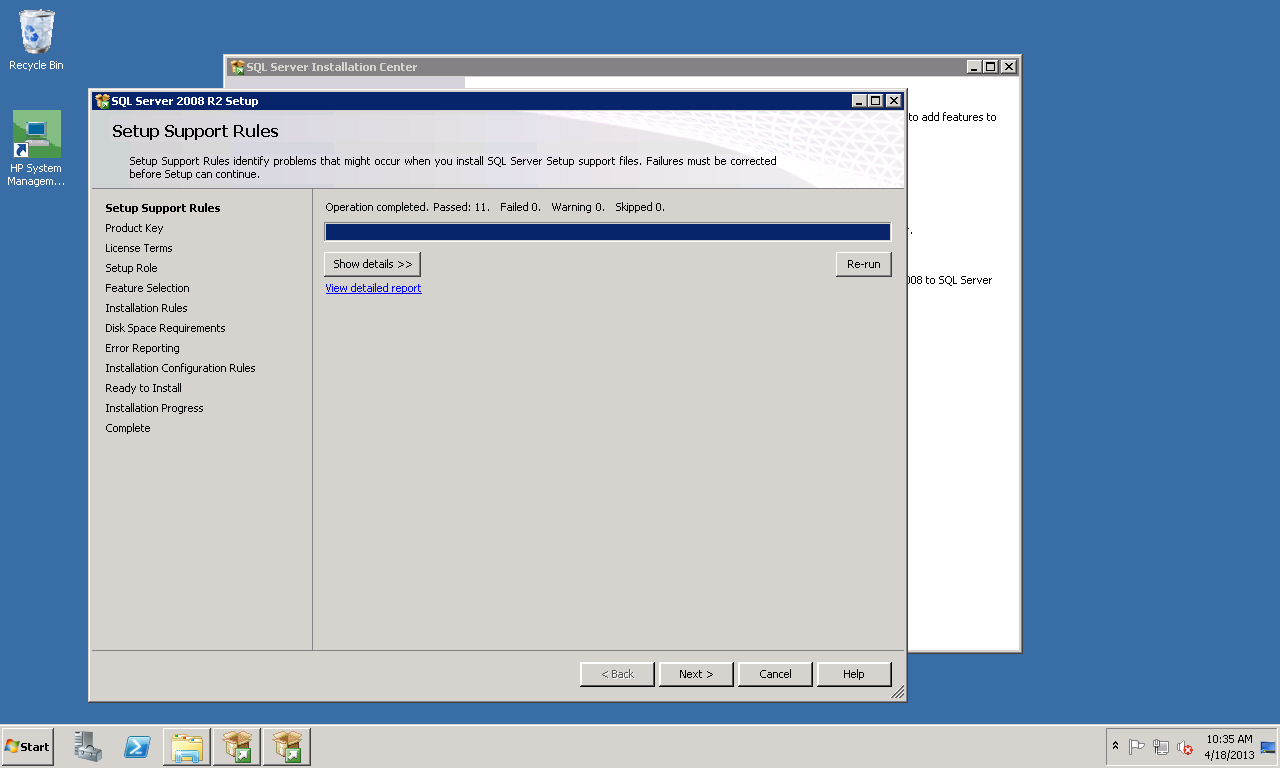 Recycle Bin
HP System
Managem...
SQL Server Installation Center
to add features to
008 to SQL Server
SQL Server 2008 R2 Setup
Setup Support Rules
Setup Support Rules identify problems that might occur when you install SQL Server Setup support files. Failures must be corrected
before Setup can continue.
Setup Support Rules
Product Key
License Terms
Setup Role
Feature Selection
Installation Rules
Disk Space Requirements
Error Reporting
Installation Configuration Rules
Ready to Install
Installation Progress
Complete
Operation completed. Passed: 11.   Failed 0.   Warning 0.   Skipped 0.
Show details >>
Re-run
View detailed report
< Back
Next >
Cancel
Help
Start
10:35 AM
4/18/2013